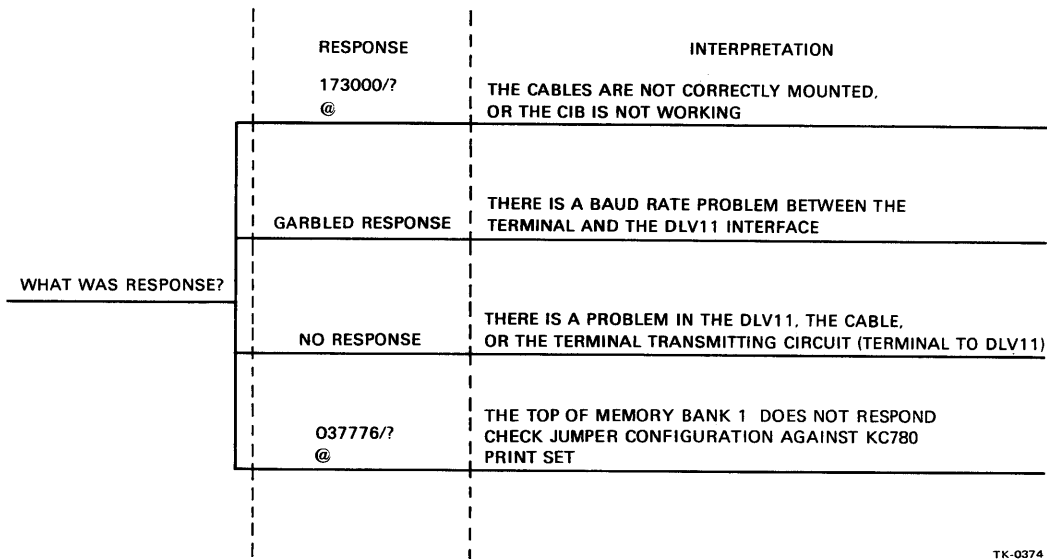 RESPONSE INTERPRETATION
173000/? THE CABLES ARE NOT CORRECTLY MOUNTED,
@ OR THE CIB IS NOT WORKING
THERE IS A BAUD RATE PROBLEM BETWEEN THE
GARBLED RESPONSE TERMINAL AND THE DLV11 INTERFACE
WHAT WAS RESPONSE?
THERE IS A PROBLEM IN THE DLV11, THE CABLE,
NO RESPONSE OR THE TERMINAL TRANSMITTING CIRCUIT (TERMINAL TO DLV11)
THE TOP OF MEMORY BANK 1 DOES NOT RESPOND
037776/? CHECK JUMPER CONFIGURATION AGAINST KC780
@ PRINT SET
TK-0374